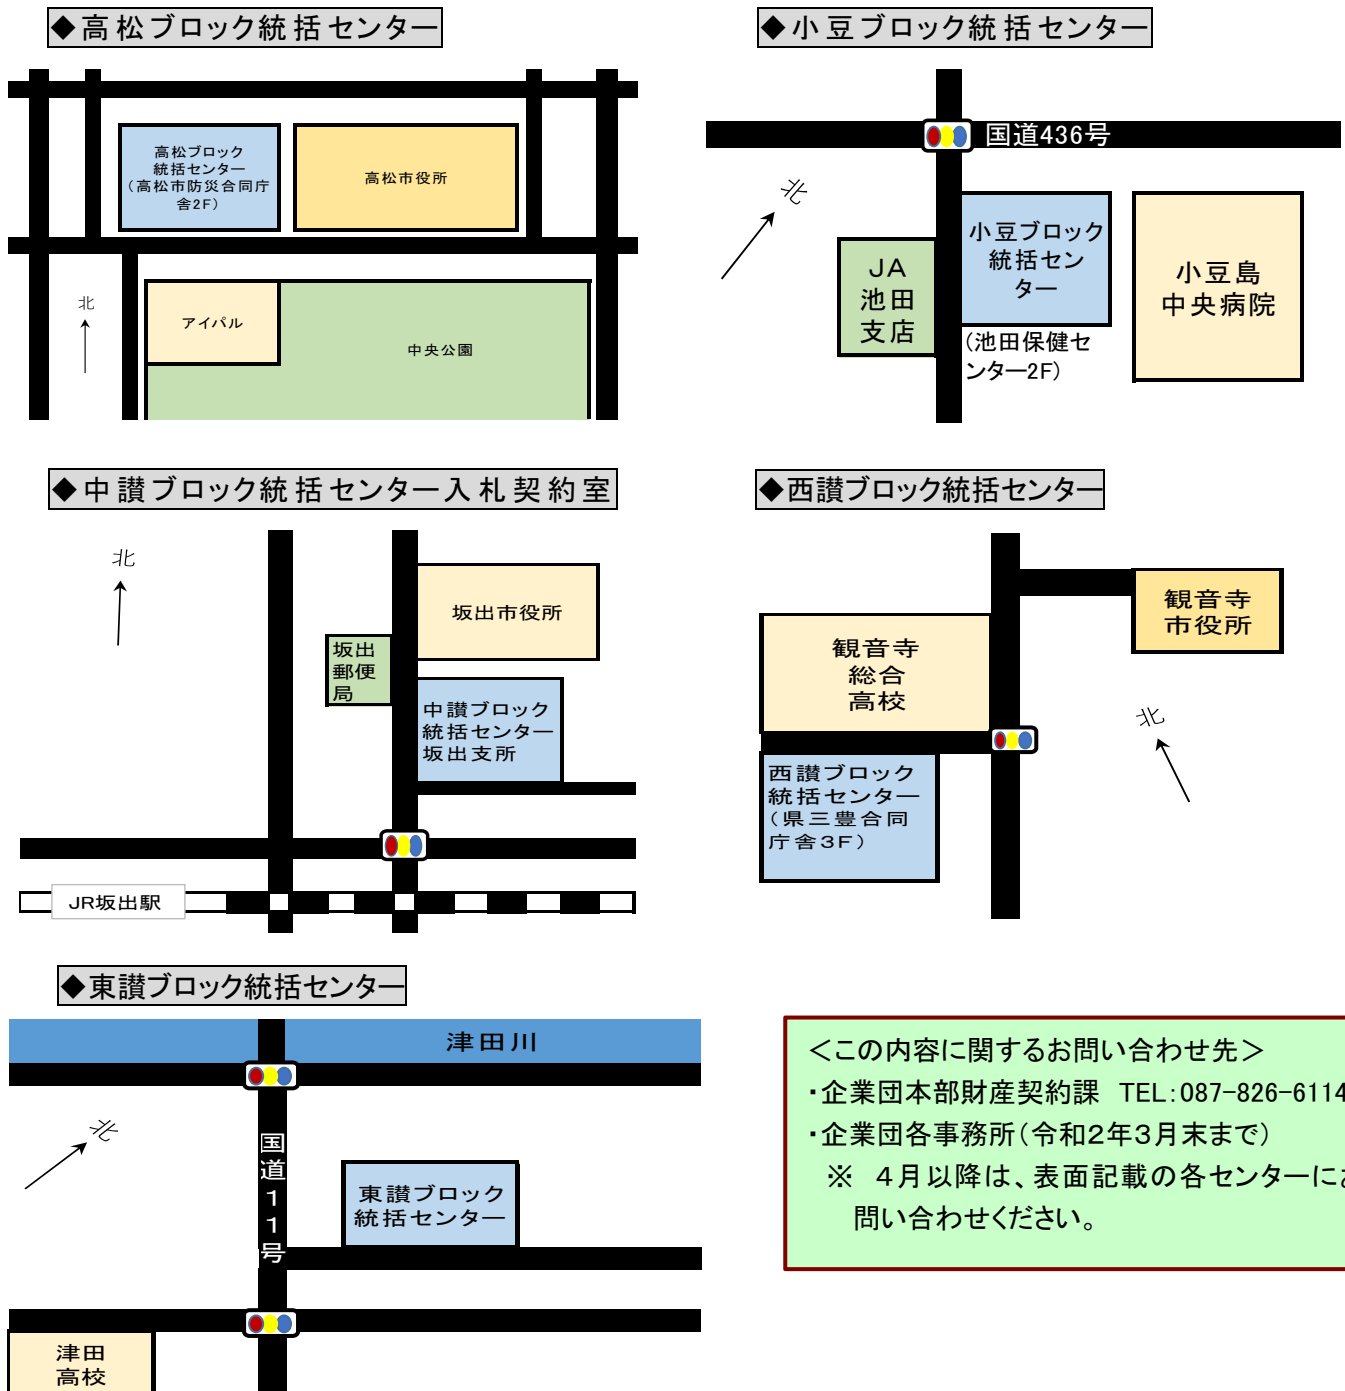 ◆高松ブロック統括センター
高松ブロック
統括センター
（高松市防災合同庁
舎2F）
高松市役所
北
アイパル
中央公園
◆小豆ブロック統括センター
国道436号
北
小豆ブロック
統括セン
ター
JA
池田
支店
小豆島
中央病院
(池田保健セ
ンター2F)
◆中讃ブロック統括センター入札契約室
北
坂出市役所
坂出
郵便
局
中讃ブロック
統括センター
坂出支所
JR坂出駅
◆西讃ブロック統括センター
観音寺
市役所
観音寺
総合
高校
北
西讃ブロック
統括センター
（県三豊合同
庁舎3F）
◆東讃ブロック統括センター
津田川
北
国道11号
東讃ブロック
統括センター
津田
高校
＜この内容に関するお問い合わせ先＞
・企業団本部財産契約課　TEL:087-826-6114
・企業団各事務所（令和2年3月末まで）
※　4月以降は、表面記載の各センターにお
問い合わせください。